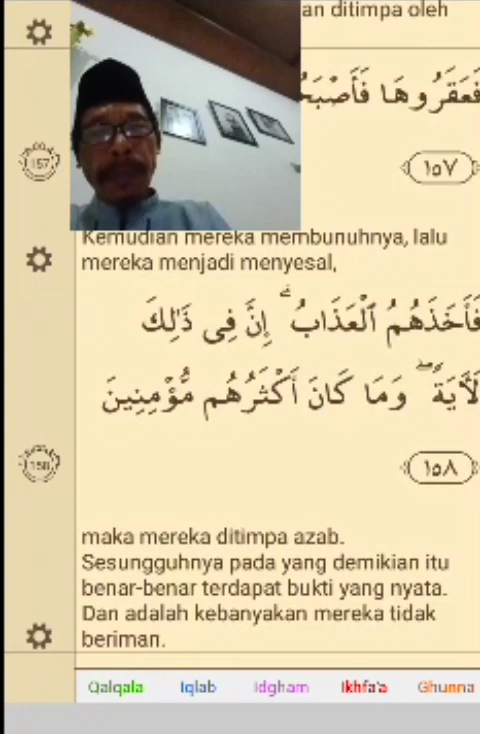 an ditimpa oleh
فَعَقَرُوهَا فَأَصْبَحُ
157
١٥٧
Kemudian mereka membunuhnya, lalu
mereka menjadi menyesal,
فَأَخَذَهُمُ ٱلْعَذَابُ ۗ إِنَّ فِى ذَٰلِكَ
لَـَٔايَةً ۖ وَمَا كَانَ أَكْثَرُهُم مُّؤْمِنِينَ
158
١٥٨
maka mereka ditimpa azab.
Sesungguhnya pada yang demikian itu
benar-benar terdapat bukti yang nyata.
Dan adalah kebanyakan mereka tidak
beriman.
Qalqala Iqlab Idgham Ikhfa'a Ghunna